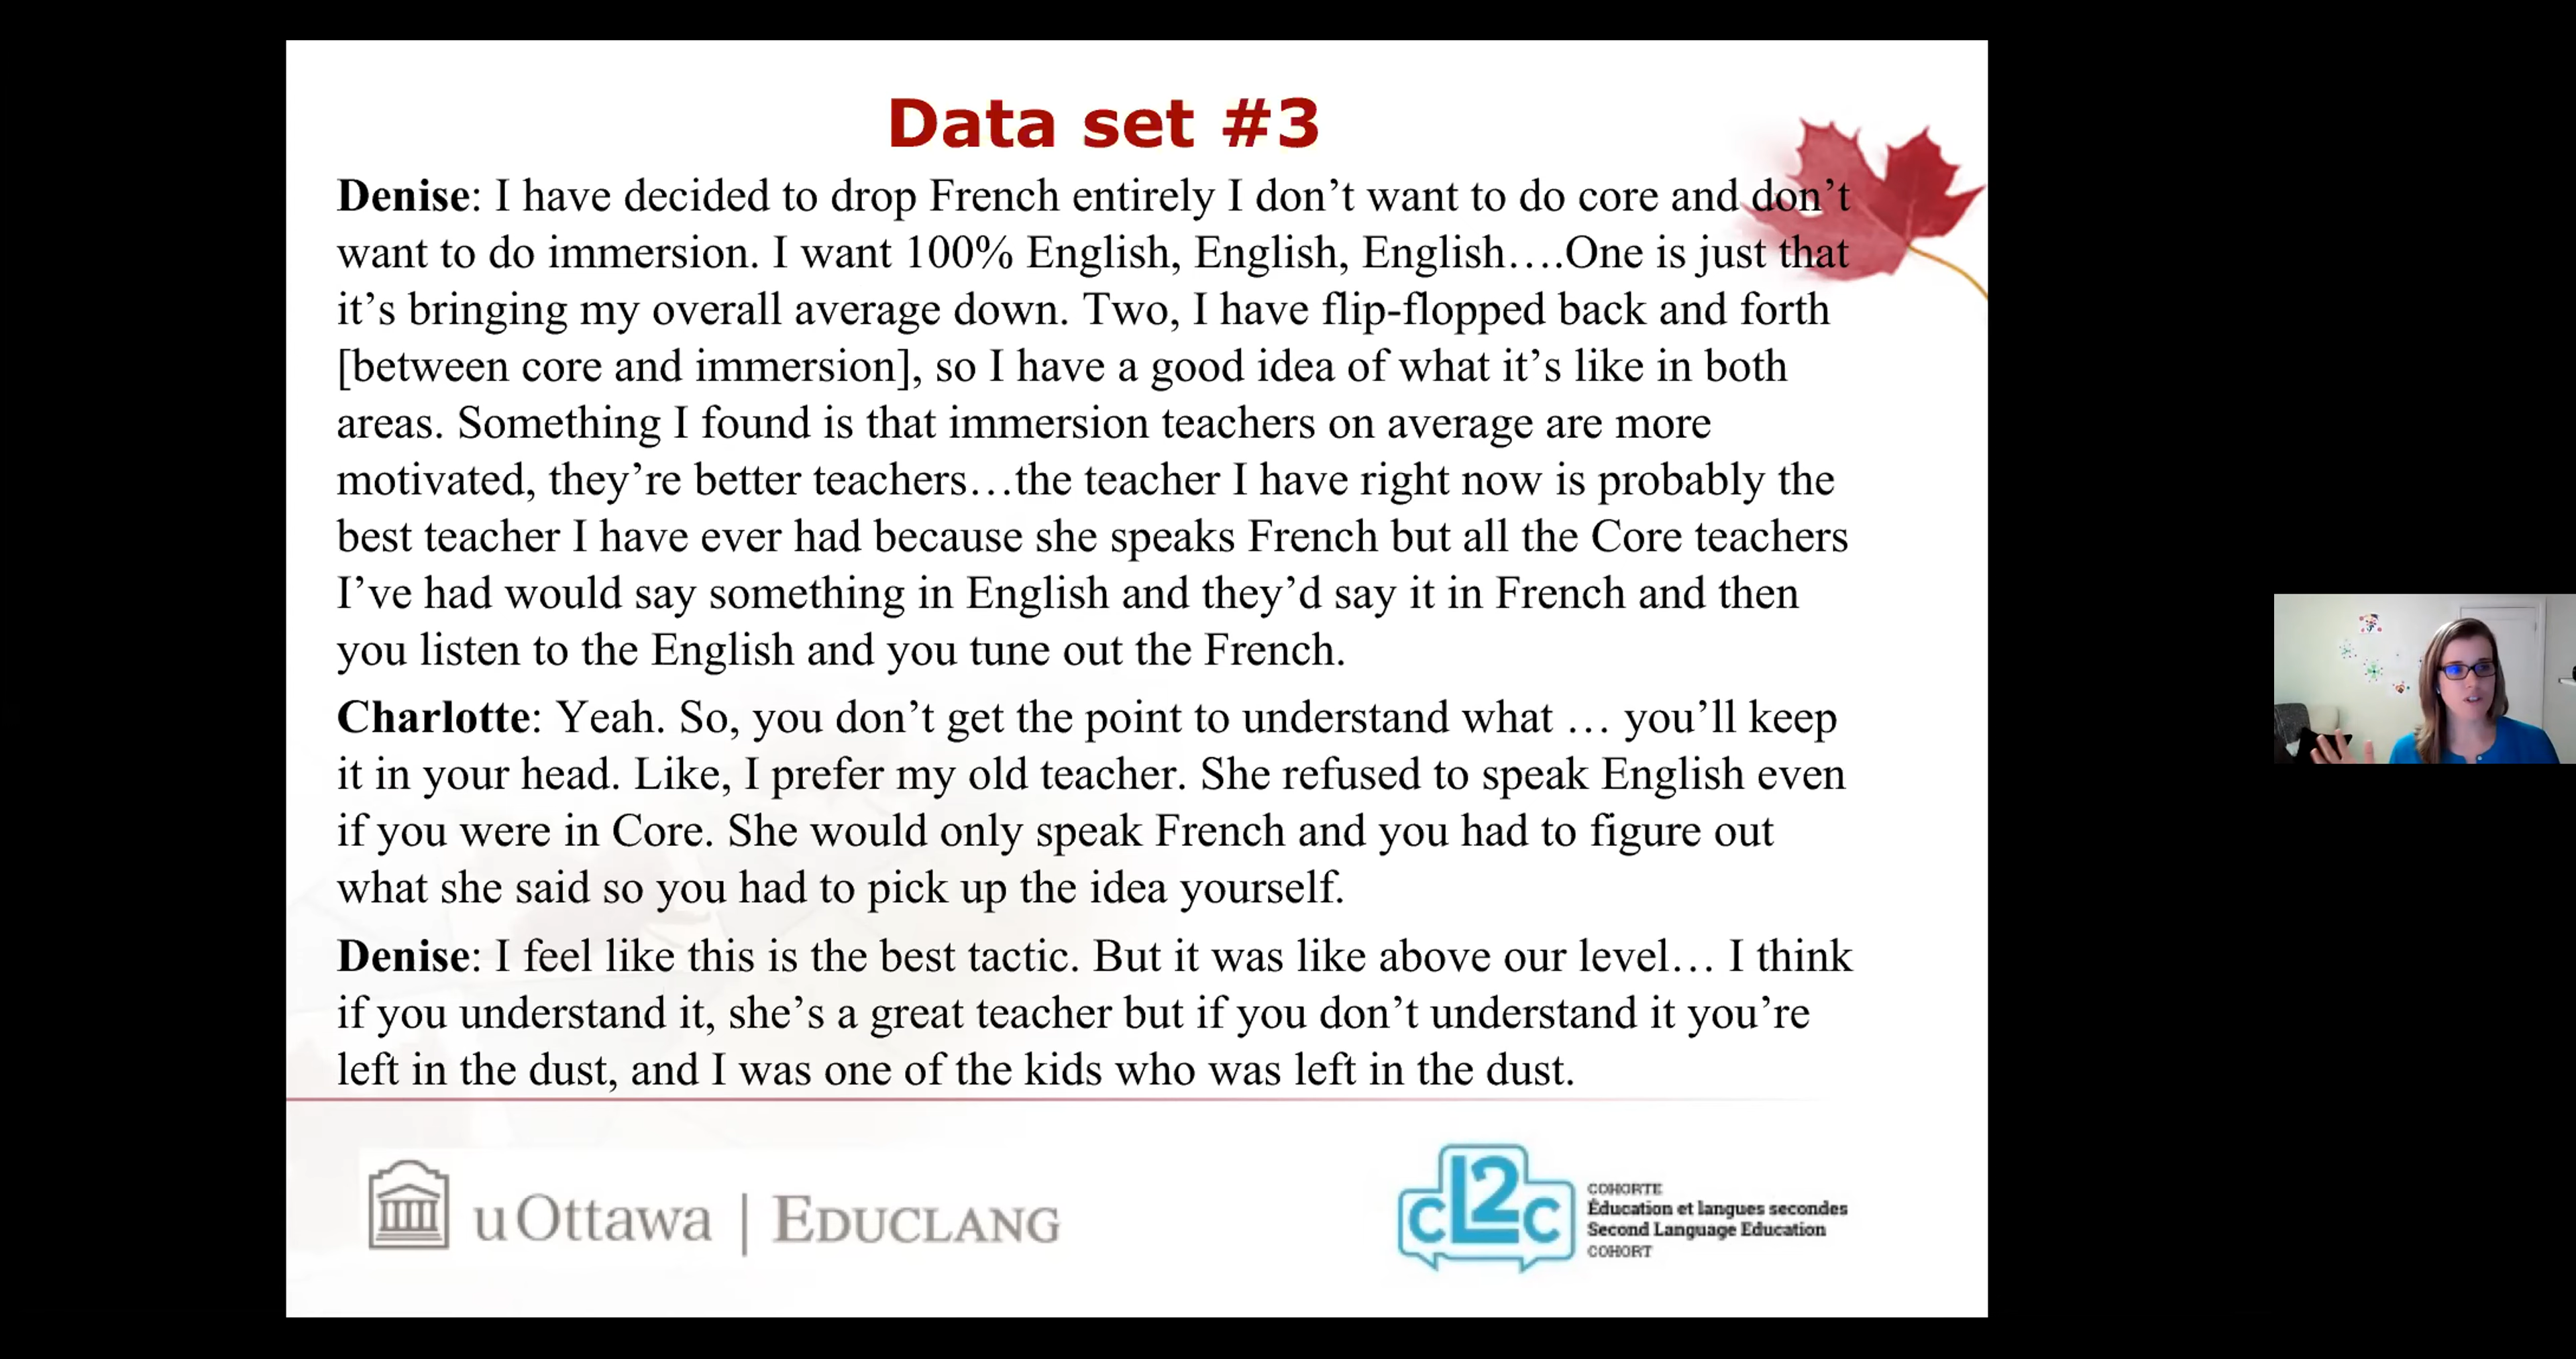 Data set #3
Denise: I have decided to drop French entirely I don’t want to do core and don’t
want to do immersion. I want 100% English, English, English….One is just that
it’s bringing my overall average down. Two, I have flip-flopped back and forth
[between core and immersion], so I have a good idea of what it’s like in both
areas. Something I found is that immersion teachers on average are more
motivated, they’re better teachers…the teacher I have right now is probably the
best teacher I have ever had because she speaks French but all the Core teachers
I’ve had would say something in English and they’d say it in French and then
you listen to the English and you tune out the French.
Charlotte: Yeah. So, you don’t get the point to understand what … you’ll keep
it in your head. Like, I prefer my old teacher. She refused to speak English even
if you were in Core. She would only speak French and you had to figure out
what she said so you had to pick up the idea yourself.
Denise: I feel like this is the best tactic. But it was like above our level… I think
if you understand it, she’s a great teacher but if you don’t understand it you’re
left in the dust, and I was one of the kids who was left in the dust.
uOttawa | EDUCLANG
cL2c
COHORTE
Éducation et langues secondes
Second Language Education
COHORT